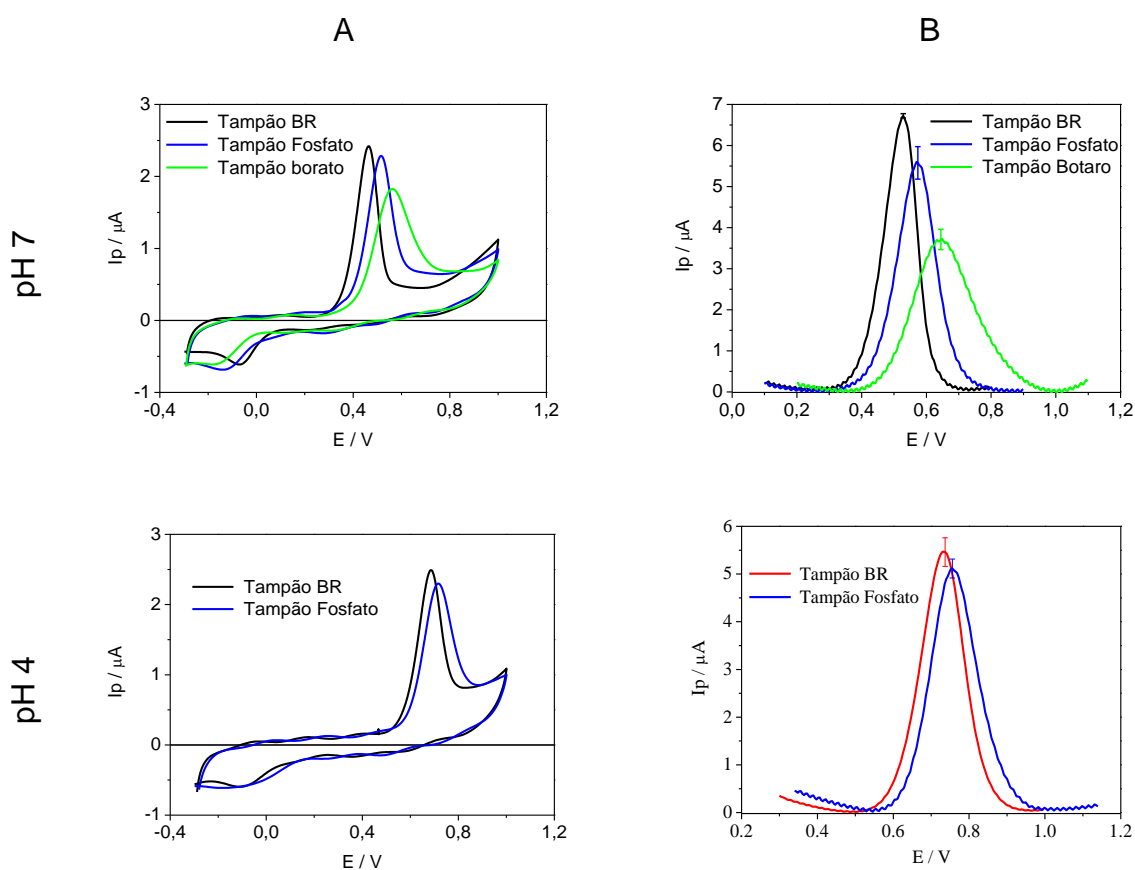 A
B
pH 7
3
2
1
0
-1
Ip / µA
Tampão BR
Tampão Fosfato
Tampão borato
-0,4
0,0
0,4
0,8
1,2
E / V
7
6
5
4
3
2
1
0
Ip / µA
Tampão BR
Tampão Fosfato
Tampão Botaro
0,0
0,2
0,4
0,6
0,8
1,0
1,2
E / V
pH 4
3
2
1
0
-1
Ip / µA
Tampão BR
Tampão Fosfato
-0,4
0,0
0,4
0,8
1,2
E / V
6
5
4
3
2
1
0
Ip / µA
Tampão BR
Tampão Fosfato
0.2
0.4
0.6
0.8
1.0
1.2
E / V